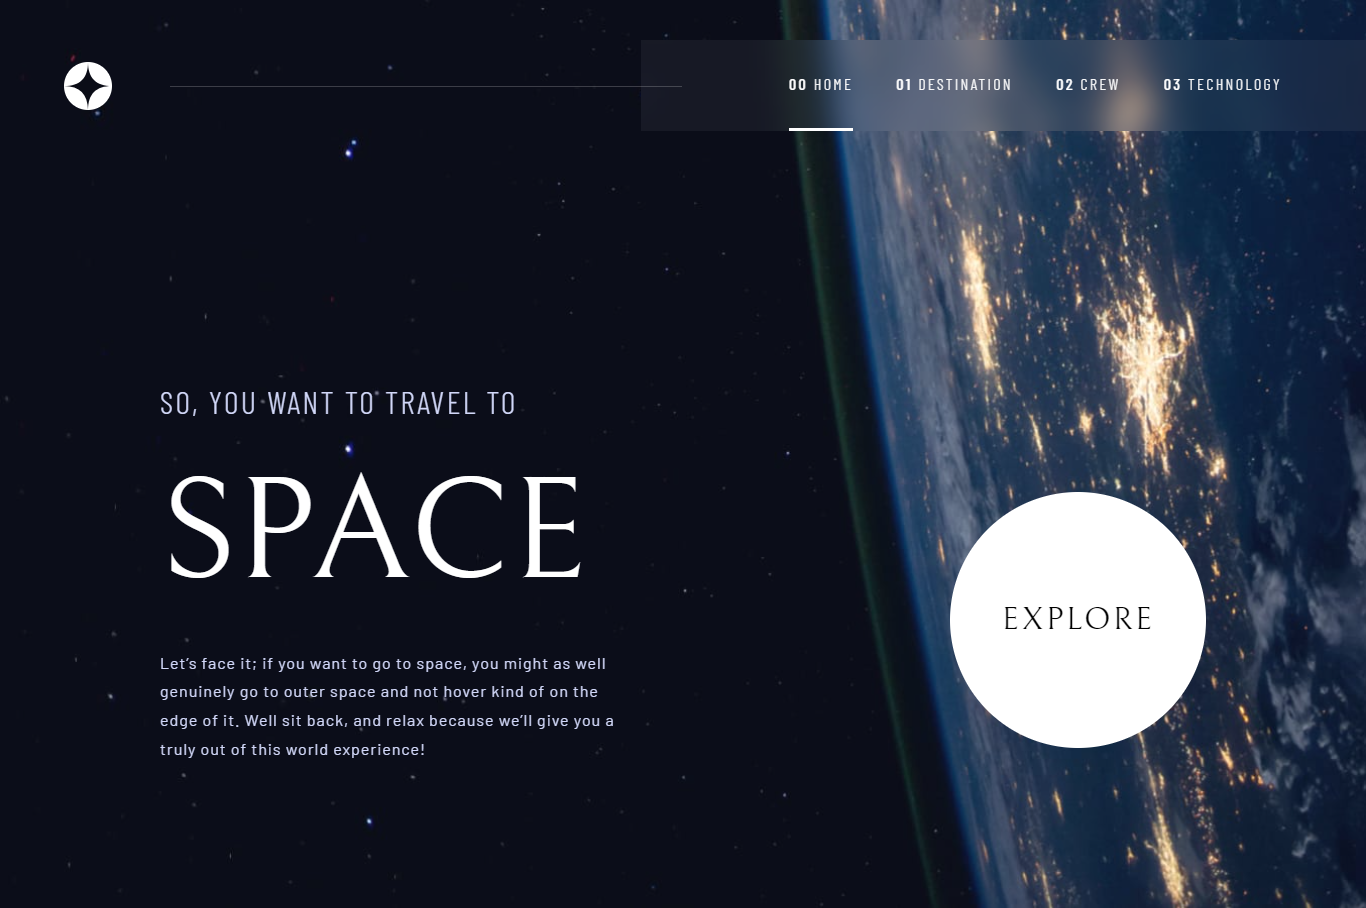 00 HOME 01 DESTINATION 02 CREW 03 TECHNOLOGY
SO, YOU WANT TO TRAVEL TO
SPACE
Let’s face it; if you want to go to space, you might as well
genuinely go to outer space and not hover kind of on the
edge of it. Well sit back, and relax because we’ll give you a
truly out of this world experience!
EXPLORE